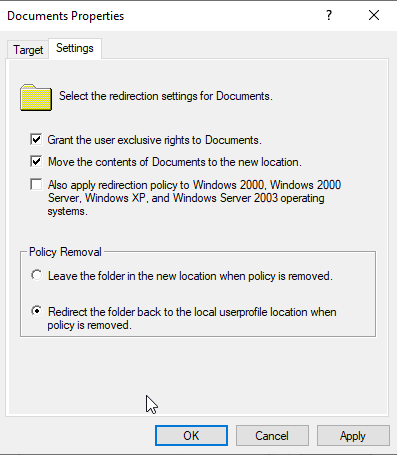 Documents Properties
?
Target
Settings
Select the redirection settings for Documents.
Grant the user exclusive rights to Documents.
Move the contents of Documents to the new location.
Also apply redirection policy to Windows 2000, Windows 2000
Server, Windows XP, and Windows Server 2003 operating
systems.
Policy Removal
Leave the folder in the new location when policy is removed.
Redirect the folder back to the local userprofile location when
policy is removed.
OK
Cancel
Apply